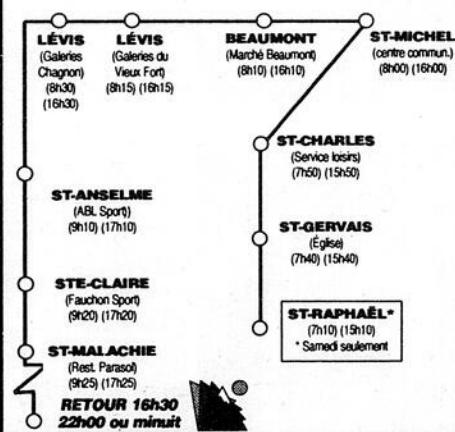 LÉVIS
(Galeries
Chagnon)
(8h30)
(16h30)
LÉVIS
(Galeries du
Vieux Fort)
(8h15) (16h15)
BEAUMONT
(Marché Beaumont)
(8h10) (16h10)
ST-MICHEL
(centre commun.)
(8h00) (16h00)
ST-CHARLES
(Service loisirs)
(7h50) (15h50)
ST-ANSELME
(ABL Sport))
(9h10) (17h10)
ST-GERVAIS
(Église)
(7h40) (15h40)
STE-CLAIRE
(Fauchon Sport)
(9h20) (17h20)
ST-RAPHAËL*
(7h10) (15h10)
* Samedi seulement
ST-MALACHIE
(Rest. Parasol)
(9h25) (17h25)
RETOUR 16h30
22h00 ou minuit